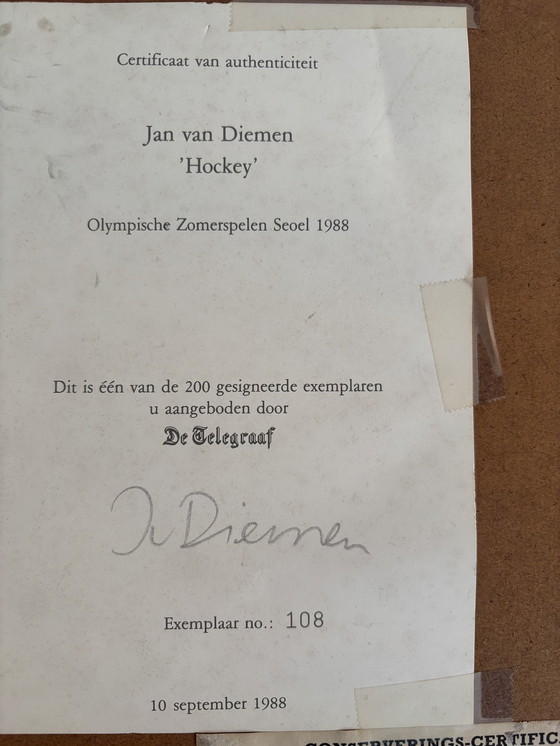 Certificaat van authenticiteit
Jan van Diemen
'Hockey'
Olympische Zomerspelen Seoel 1988
Dit is één van de 200 gesigneerde exemplaren
u aangeboden door
De Telegraaf
Jv Diemen
Exemplaar no.: 108
10 september 1988